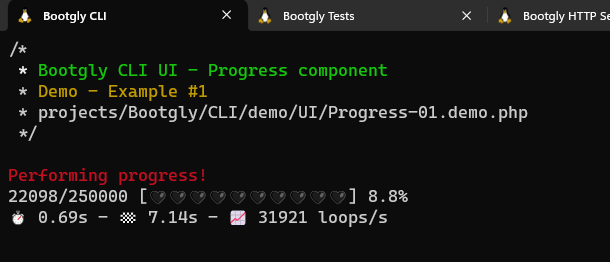 Bootgly CLI
Bootgly Tests
Bootgly HTTP Se
/*
* Bootgly CLI UI - Progress component
* Demo - Example #1
* projects/Bootgly/CLI/demo/UI/Progress-01.demo.php
*/
Performing progress!
22098/250000 [🖤🖤🖤🖤🖤🖤🖤🖤🖤🖤] 8.8%
⏱️ 0.69s - 🏁 7.14s - 📈 31921 loops/s